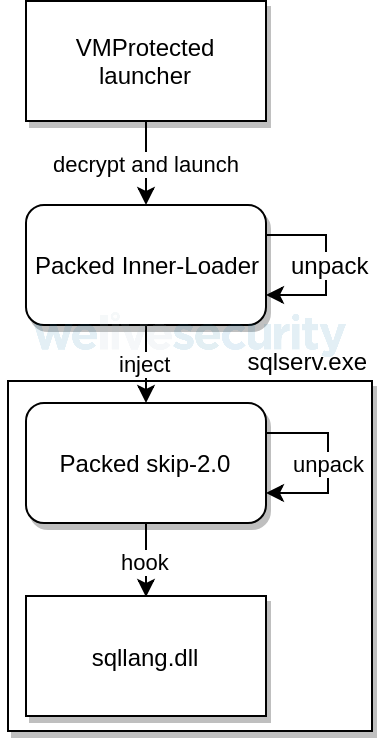 VMProtected
launcher
decrypt and launch
Packed Inner-Loader
unpack
welivesecurity
inject
sqlserv.exe
Packed skip-2.0
unpack
hook
sqllang.dll